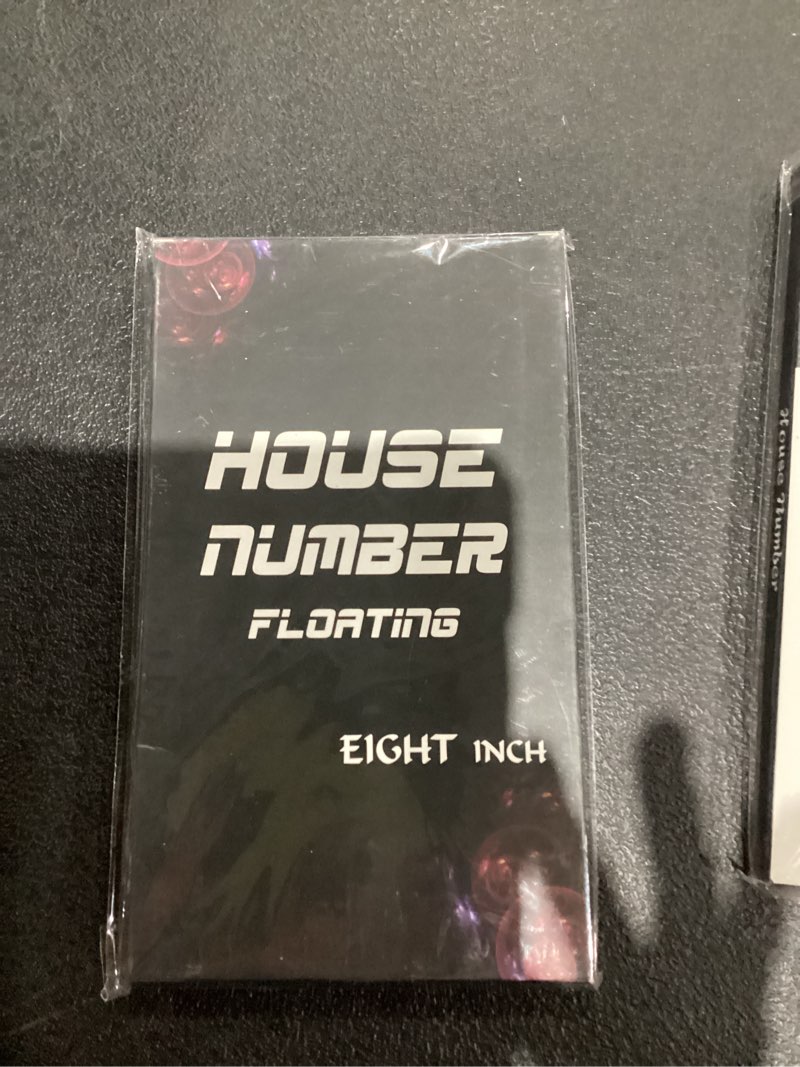 HOUSE
NUMBER
FLOATING
EIGHT INCH
House Number